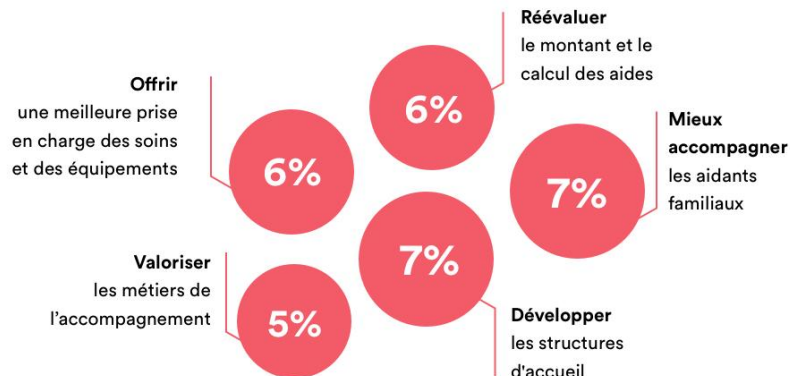 Réévaluer
le montant et le
calcul des aides
6%
Offrir
une meilleure prise
en charge des soins
et des équipements
6%
Mieux
accompagner
les aidants
familiaux
7%
7%
Valoriser
les métiers de
l’accompagnement
5%
Développer
les structures
d'accueil